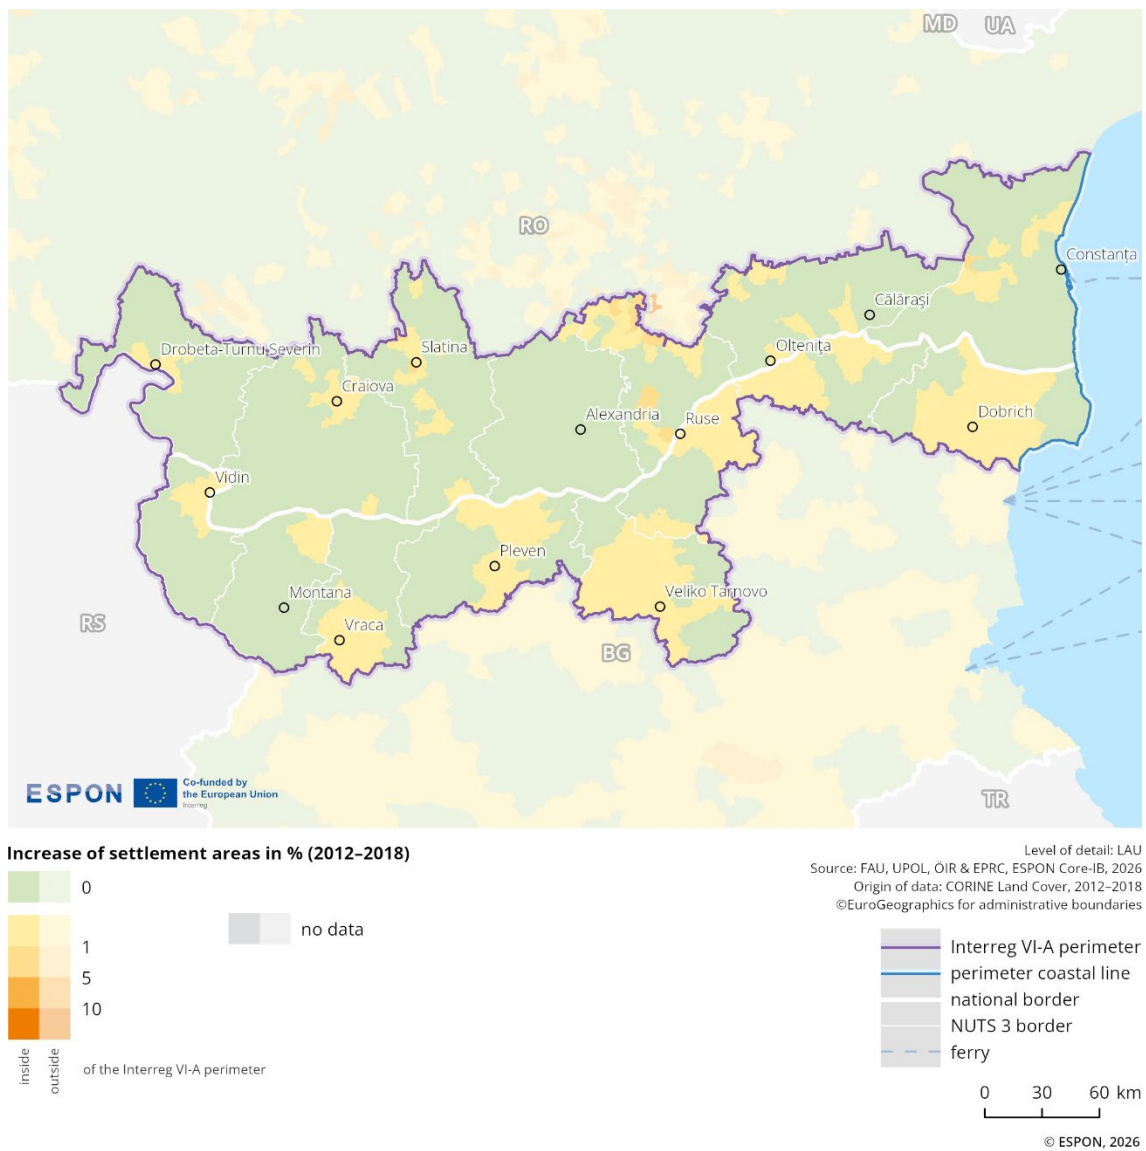 MD
UA
RO
Constanța
Călărași
Drobeta-Turnu Severin
Slatina
Oltenița
Craiova
Alexandria
Ruse
Dobrich
Vidin
Pleven
Montana
Veliko Tarnovo
Vraca
RS
BG
TR
ESPON
Co-funded by
the European Union
Interreg
Increase of settlement areas in % (2012–2018)
0
1
5
10
no data
inside
outside
of the Interreg VI-A perimeter
Level of detail: LAU
Source: FAU, UPOL, ÖIR & EPRC, ESPON Core-IB, 2026
Origin of data: CORINE Land Cover, 2012–2018
©EuroGeographics for administrative boundaries
Interreg VI-A perimeter
perimeter coastal line
national border
NUTS 3 border
ferry
0 30 60 km
© ESPON, 2026